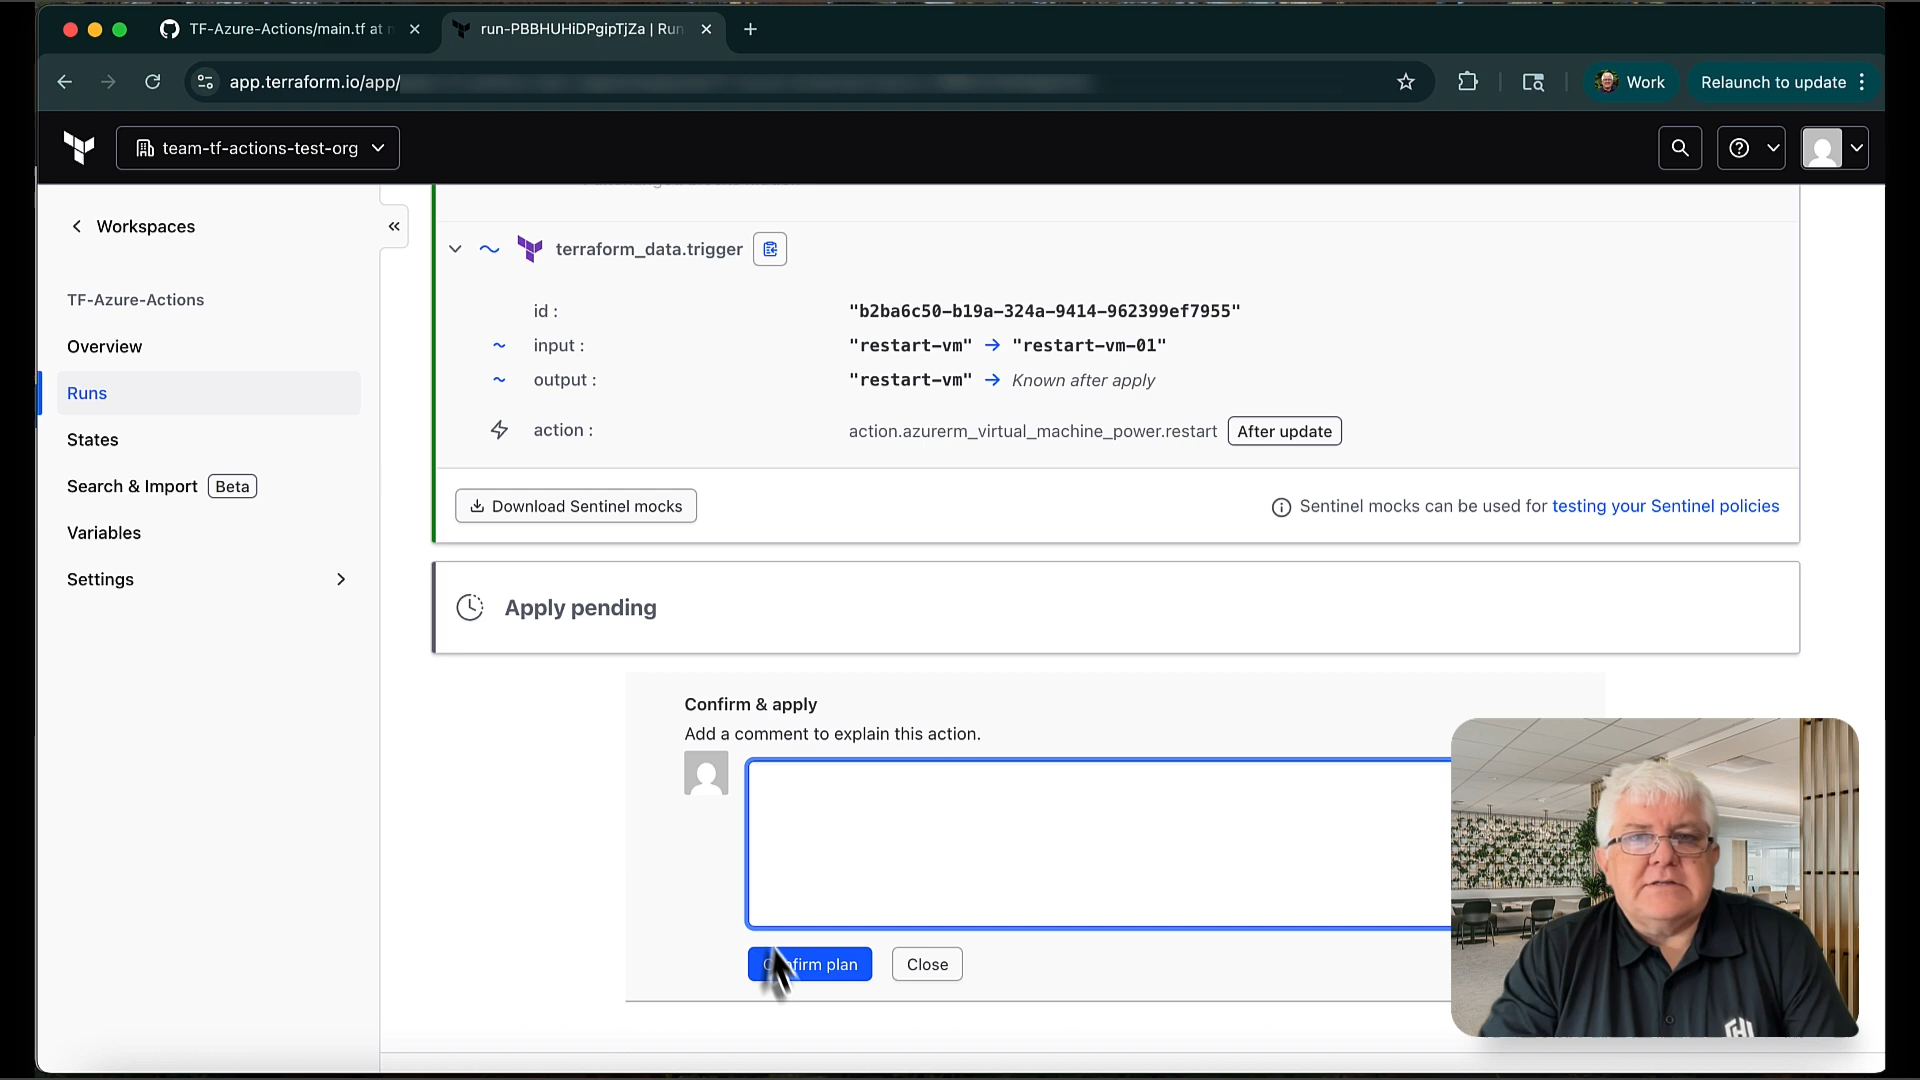 TF-Azure-Actions/main.tf at
run-PBBHUHiDPgipTjZa | Run
app.terraform.io/app/
Work
Relaunch to update
team-tf-actions-test-org
Workspaces
TF-Azure-Actions
Overview
Runs
States
Search & Import Beta
Variables
Settings
terraform_data.trigger
id : "b2ba6c50-b19a-324a-9414-962399ef7955"
~ input : "restart-vm" → "restart-vm-01"
~ output : "restart-vm" → Known after apply
action : action.azurerm_virtual_machine_power.restart After update
Download Sentinel mocks
Sentinel mocks can be used for testing your Sentinel policies
Apply pending
Confirm & apply
Add a comment to explain this action.
Confirm plan
Close